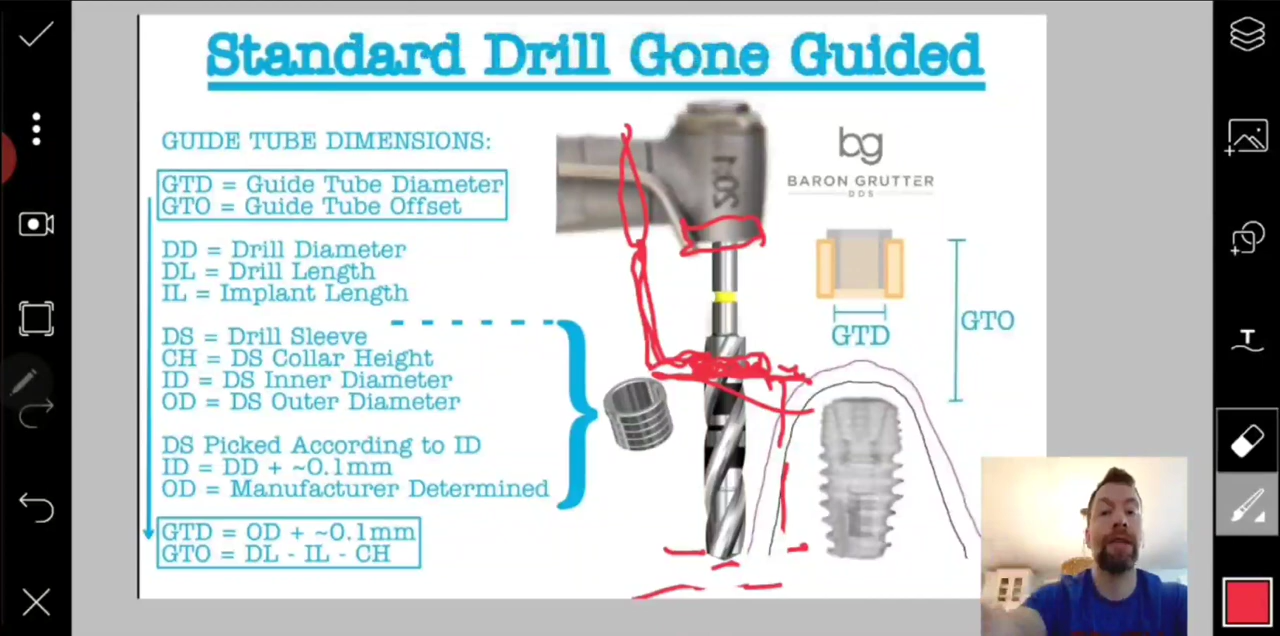 Standard Drill Gone Guided
GUIDE TUBE DIMENSIONS:
GTD = Guide Tube Diameter
GTO = Guide Tube Offset
DD = Drill Diameter
DL = Drill Length
IL = Implant Length
DS = Drill Sleeve
CH = DS Collar Height
ID = DS Inner Diameter
OD = DS Outer Diameter
DS Picked According to ID
ID = DD + ~0.1mm
OD = Manufacturer Determined
GTD = OD + ~0.1mm
GTO = DL - IL - CH
20:1
bg
BARON GRUTTER
DDS
GTD
GTO
T